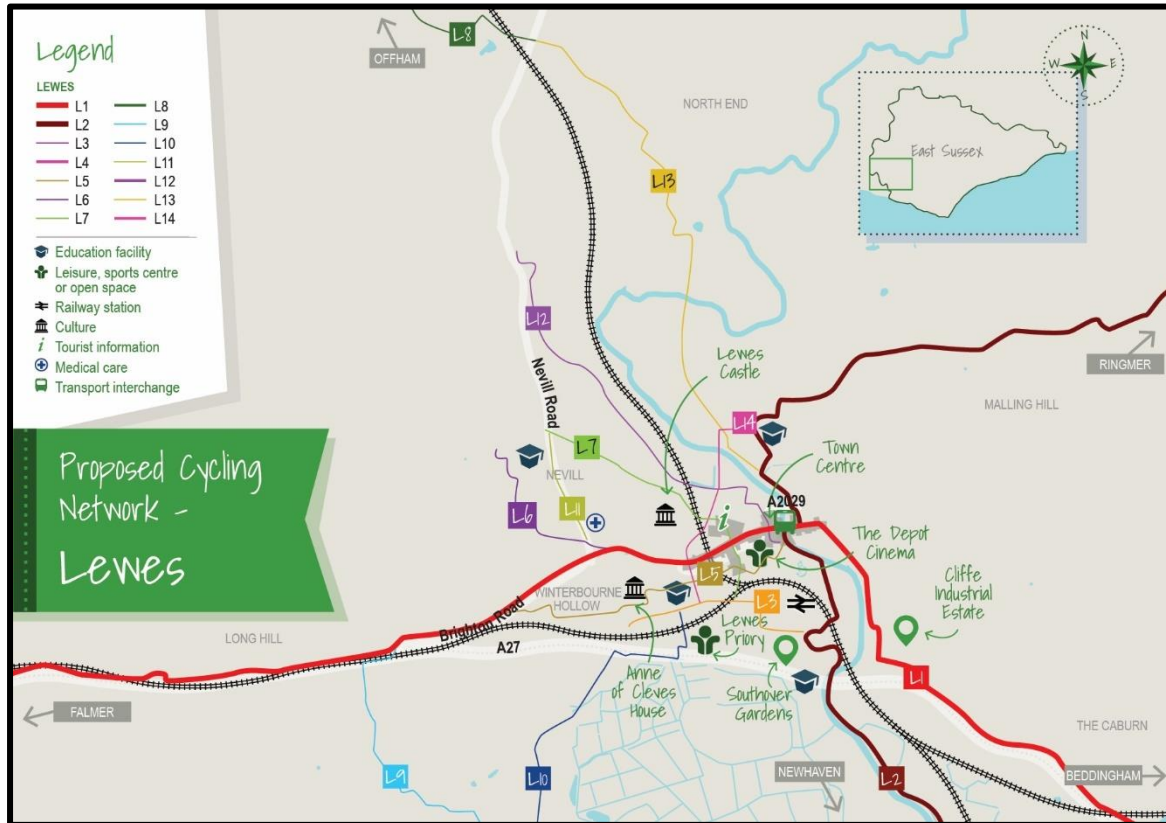 Legend
LEWES
L1
L2
L3
L4
L5
L6
L7
L8
L9
L10
L11
L12
L13
L14
Education facility
Leisure, sports centre
or open space
Railway station
Culture
Tourist information
Medical care
Transport interchange
Proposed Cycling
Network -
Lewes
L8
OFFHAM
NORTH END
N
W
E
S
East Sussex
L13
L12
Nevill Road
Lewes
Castle
RINGMER
MALLING HILL
L14
L7
NEVILL
Town
Centre
A2029
L6
L11
i
The Depot
Cinema
L5
WINTERBOURNE
HOLLOW
L3
Cliffe
Industrial
Estate
Brighton Road
LONG HILL
A27
Lewes
Priory
L1
Anne
of Cleves
House
Southover
Gardens
FALMER
THE CABURN
L9
L10
NEWHAVEN
L2
BEDDINGHAM